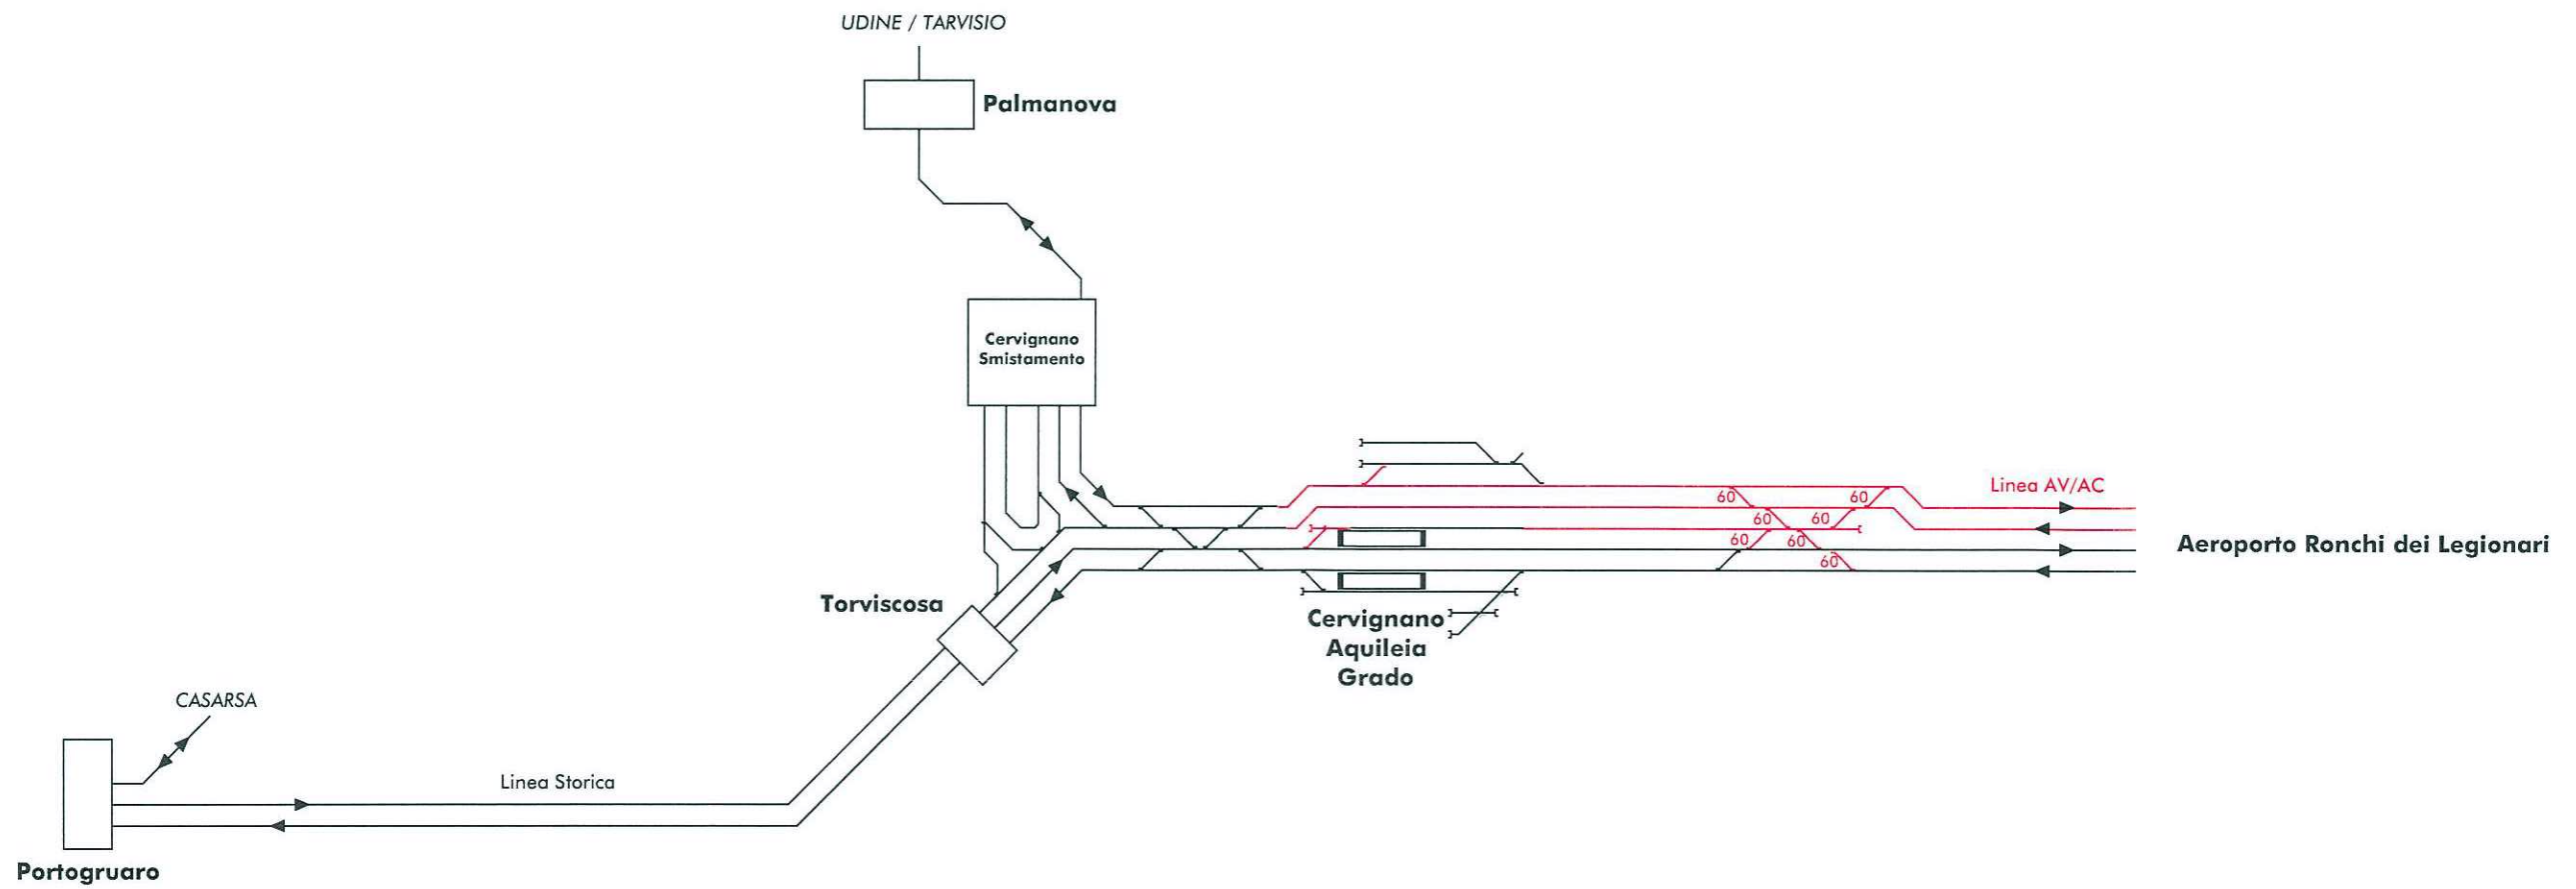 UDINE / TARVISIO
Palmanova
Cervignano
Smistamento
Linea AV/AC
60
60
60
60
60
60
60
Aeroporto Ronchi dei Legionari
Torviscosa
Cervignano
Aquileia
Grado
CASARSA
Linea Storica
Portogruaro